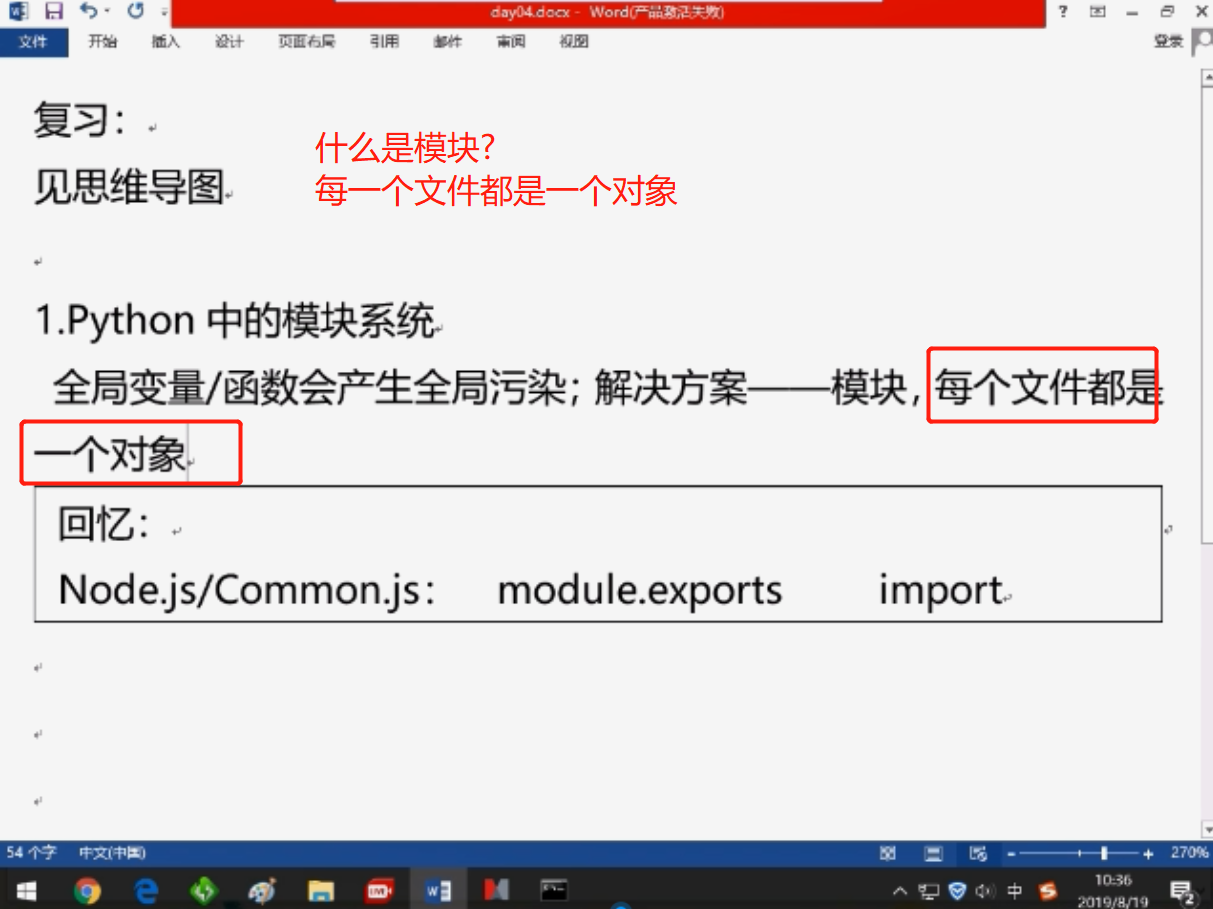 day04.docx - Word(产品激活失败)
文件 开始 插入 设计 页面布局 引用 邮件 审阅 视图 登录
复习：
什么是模块?
见思维导图
每一个文件都是一个对象
1.Python 中的模块系统
全局变量/函数会产生全局污染；解决方案——模块，每个文件都是
一个对象
回忆：
Node.js/Common.js： module.exports import
54 个字 中文(中国) 270%
中 10:36
2019/8/19 2